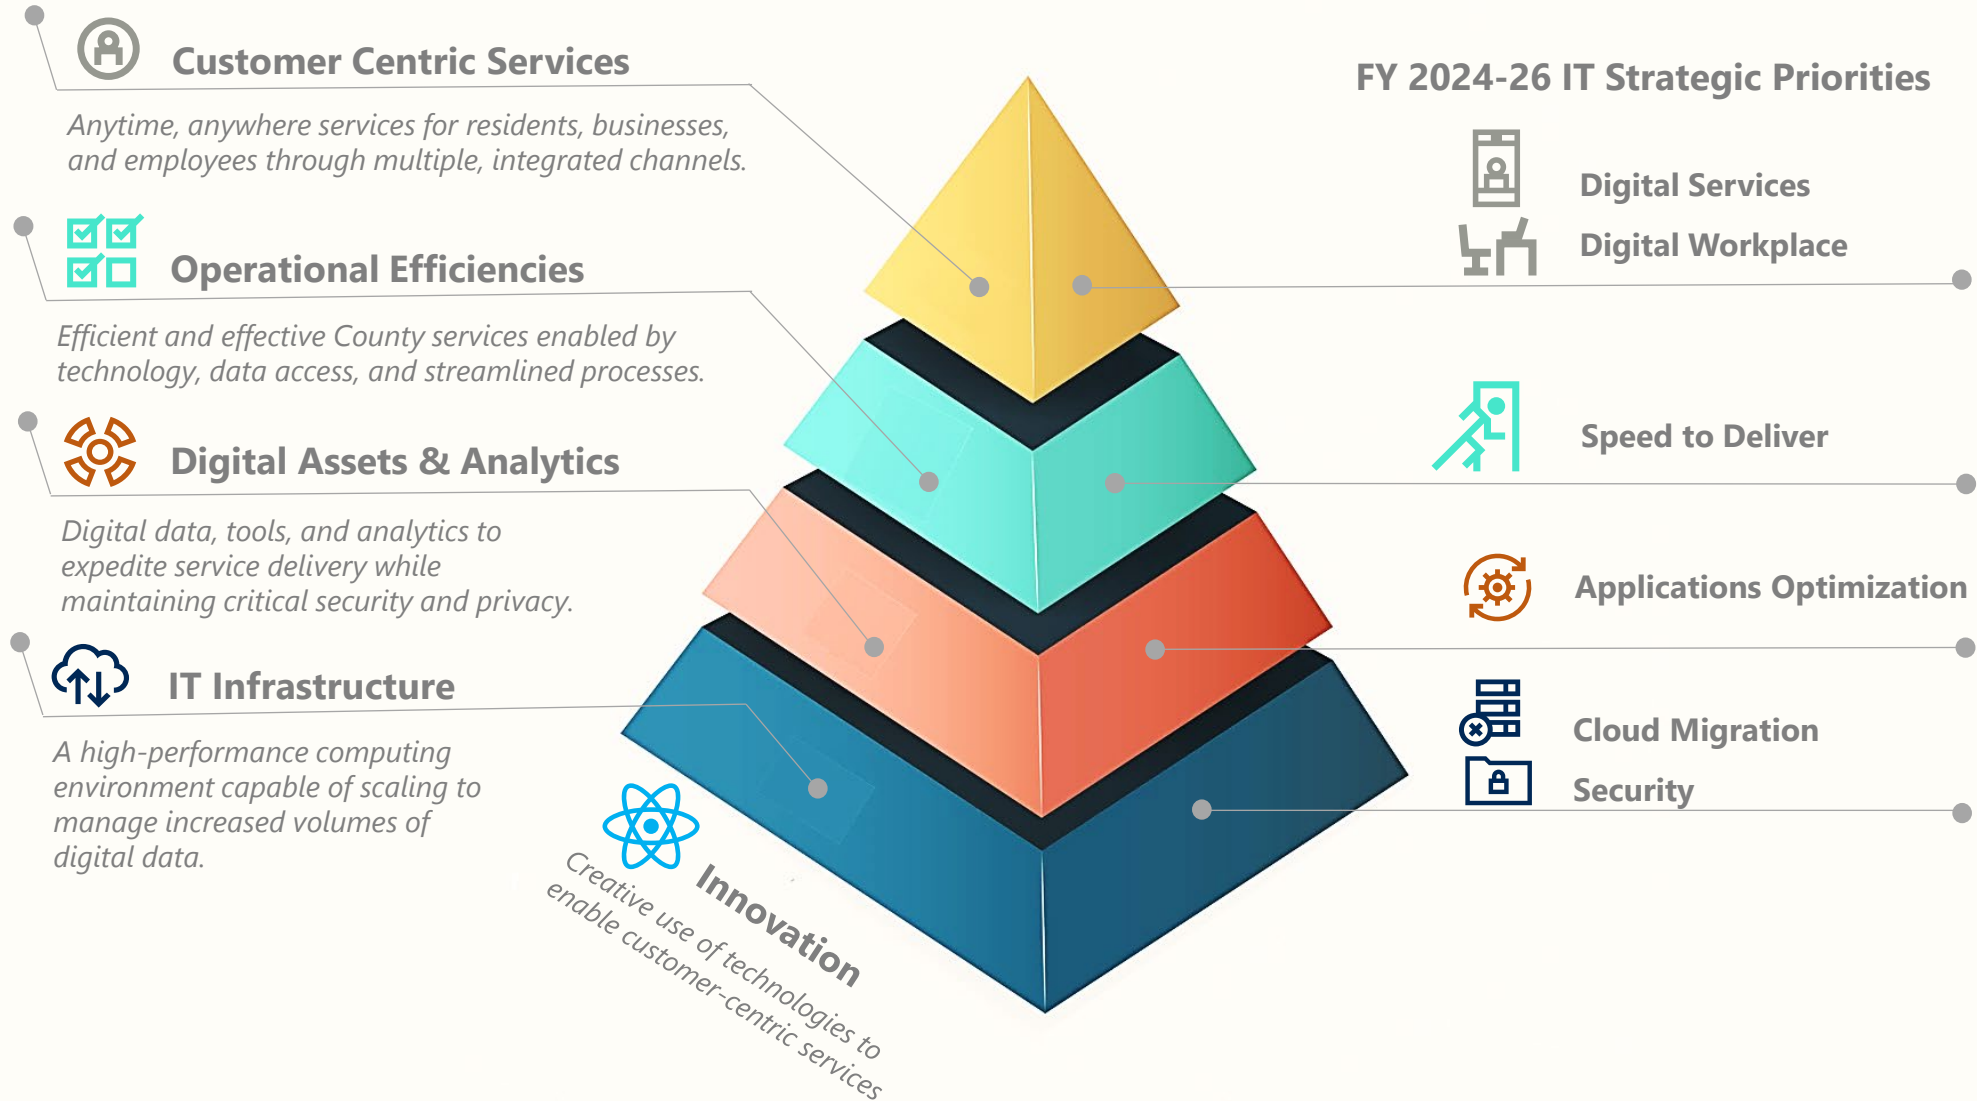 Customer Centric Services
Anytime, anywhere services for residents, businesses,
and employees through multiple, integrated channels.
Operational Efficiencies
Efficient and effective County services enabled by
technology, data access, and streamlined processes.
Digital Assets & Analytics
Digital data, tools, and analytics to
expedite service delivery while
maintaining critical security and privacy.
IT Infrastructure
A high-performance computing
environment capable of scaling to
manage increased volumes of
digital data.
Innovation
Creative use of technologies to
enable customer-centric services
FY 2024-26 IT Strategic Priorities
Digital Services
Digital Workplace
Speed to Deliver
Applications Optimization
Cloud Migration
Security